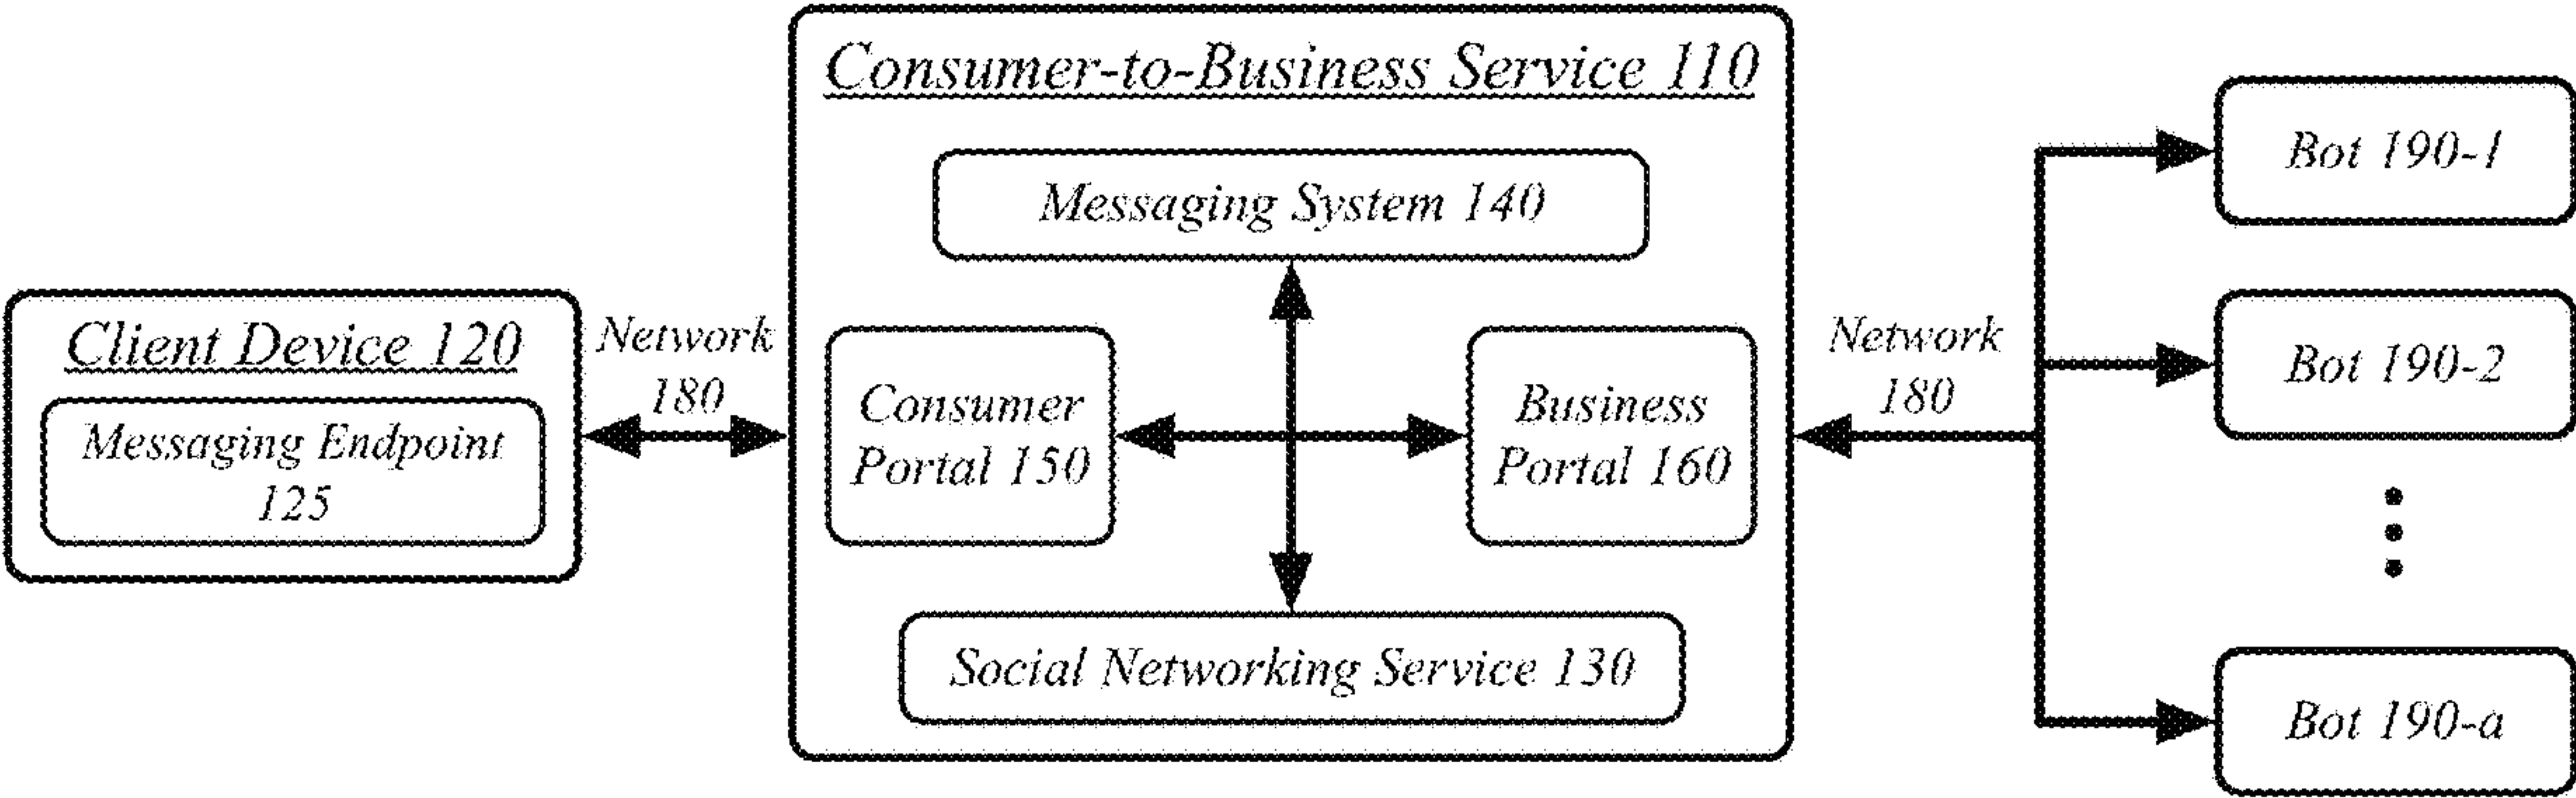 Consumer-to-Business Service 110
Messaging System 140
Client Device 120
Messaging Endpoint
125
Network
180
Consumer
Portal 150
Business
Portal 160
Social Networking Service 130
Network
180
Bot 190-1
Bot 190-2
Bot 190-a